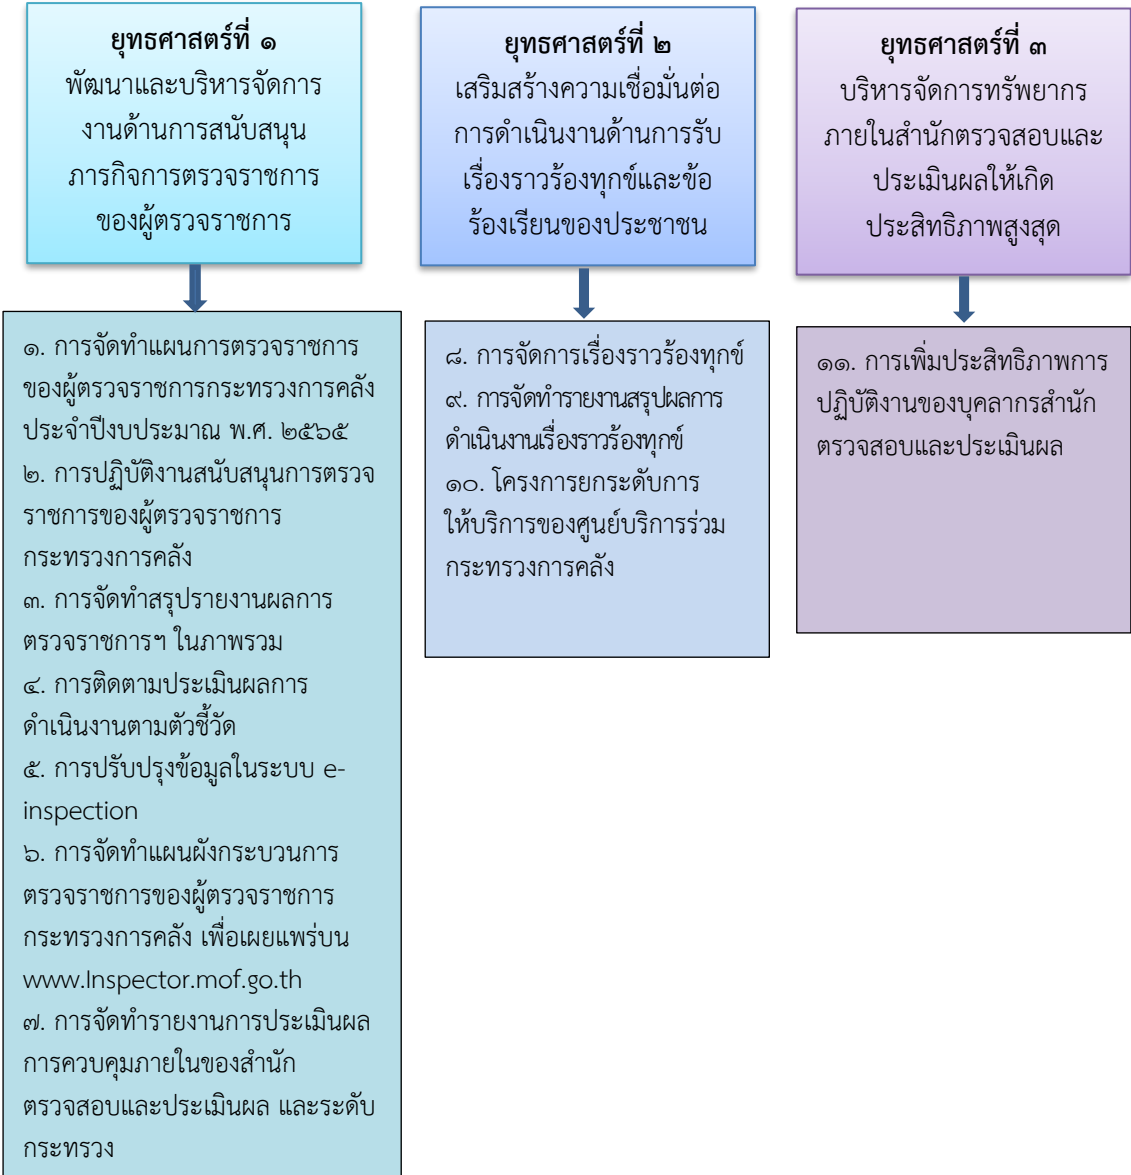 ยุทธศาสตร์ที่ ๑
พัฒนาและบริหารจัดการ
งานด้านการสนับสนุน
ภารกิจการตรวจราชการ
ของผู้ตรวจราชการ
ยุทธศาสตร์ที่ ๒
เสริมสร้างความเชื่อมั่นต่อ
การดำเนินงานด้านการรับ
เรื่องราวร้องทุกข์และข้อ
ร้องเรียนของประชาชน
ยุทธศาสตร์ที่ ๓
บริหารจัดการทรัพยากร
ภายในสำนักตรวจสอบและ
ประเมินผลให้เกิด
ประสิทธิภาพสูงสุด
๑. การจัดทำแผนการตรวจราชการ
ของผู้ตรวจราชการกระทรวงการคลัง
ประจำปีงบประมาณ พ.ศ. ๒๕๖๕
๒. การปฏิบัติงานสนับสนุนการตรวจ
ราชการของผู้ตรวจราชการ
กระทรวงการคลัง
๓. การจัดทำสรุปรายงานผลการ
ตรวจราชการฯ ในภาพรวม
๔. การติดตามประเมินผลการ
ดำเนินงานตามตัวชี้วัด
๕. การปรับปรุงข้อมูลในระบบ e-
inspection
๖. การจัดทำแผนผังกระบวนการ
ตรวจราชการของผู้ตรวจราชการ
กระทรวงการคลัง เพื่อเผยแพร่บน
www.Inspector.mof.go.th
๗. การจัดทำรายงานการประเมินผล
การควบคุมภายในของสำนัก
ตรวจสอบและประเมินผล และระดับ
กระทรวง
๘. การจัดการเรื่องราวร้องทุกข์
๙. การจัดทำรายงานสรุปผลการ
ดำเนินงานเรื่องราวร้องทุกข์
๑๐. โครงการยกระดับการ
ให้บริการของศูนย์บริการร่วม
กระทรวงการคลัง
๑๑. การเพิ่มประสิทธิภาพการ
ปฏิบัติงานของบุคลากรสำนัก
ตรวจสอบและประเมินผล